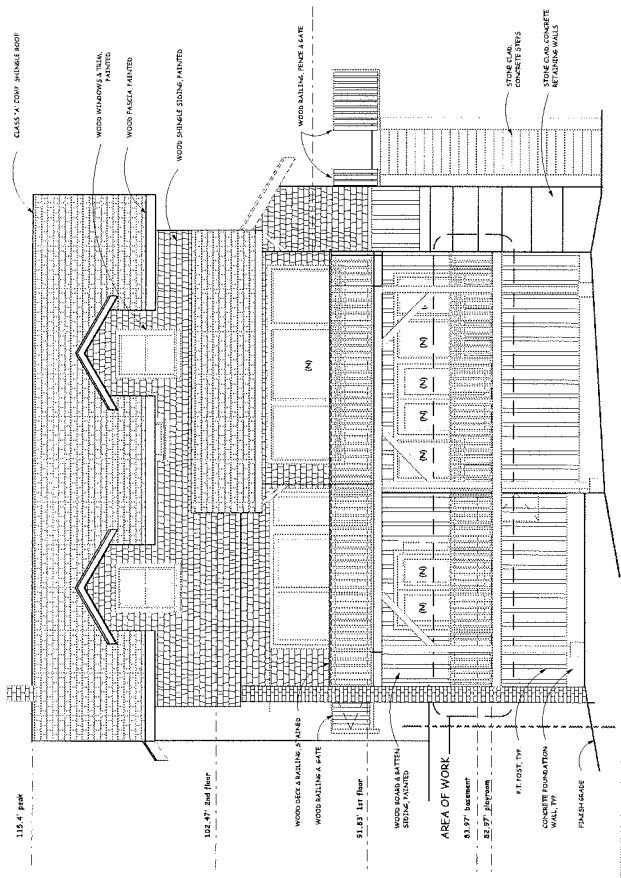 CLASS 'A' COMP. SHINGLE ROOF
WOOD WINDOWS & TRIM,
PAINTED
WOOD FASCIA, PAINTED
WOOD SHINGLE SIDING, PAINTED
WOOD RAILING, FENCE & GATE
STONE CLAD,
CONCRETE STEPS
STONE CLAD, CONCRETE
RETAINING WALLS
(N)
(N)
(N)
(N)
(N)
(N)
(N)
115.4' peak
102.47' 2nd floor
WOOD DECK & RAILING, STAINED
WOOD RAILING & GATE
91.83' 1st floor
WOOD BOARD & BATTEN
SIDING, PAINTED
AREA OF WORK
83.97' basement
82.97' playroom
P.T. POST, TYP.
CONCRETE FOUNDATION
WALL, TYP.
FINISH GRADE